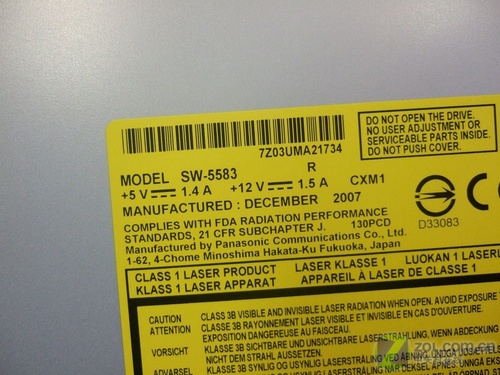 7Z03UMA21734
DO NOT OPEN THE DRIVE.
NO USER ADJUSTMENT OR
SERVICEABLE PARTS INSIDE.
DO NOT PUSH COVER.
MODEL SW-5583 R
+5 V 1.4 A +12 V 1.5 A CXM1
MANUFACTURED : DECEMBER 2007
COMPLIES WITH FDA RADIATION PERFORMANCE
STANDARDS, 21 CFR SUBCHAPTER J. 130PCD
Manufactured by Panasonic Communications Co., Ltd.
1-62, 4-Chome Minoshima Hakata-Ku Fukuoka, Japan
D33083
CLASS 1 LASER PRODUCT LASER KLASSE 1 LUOKAN 1 LASERL
KLASS 1 LASER APPARAT APPAREIL À LASER DE CLASSE 1
CAUTION CLASS 3B VISIBLE AND INVISIBLE LASER RADIATION WHEN OPEN. AVOID EXPOSURE
ATTENTION CLASSE 3B RAYONNEMENT LASER VISIBLE ET INVISIBLE EN CAS D'OUVERTURE.
EXPOSITION DANGEREUSE AU FAISCEAU.
VORSICHT KLASSE 3B SICHTBARE UND UNSICHTBARE LASERSTRAHLUNG, WENN ABDECKUNG
DEM STRAHL AUSSETZEN.
ADVARSEL KLASSE 3B SYNLIG OG USYNLIG LASERSTRÅLING VED ÅBNING. UNDGÅ UDSÆTTELSE
zol.com.cn